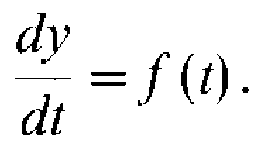 dy/dt = f (t).